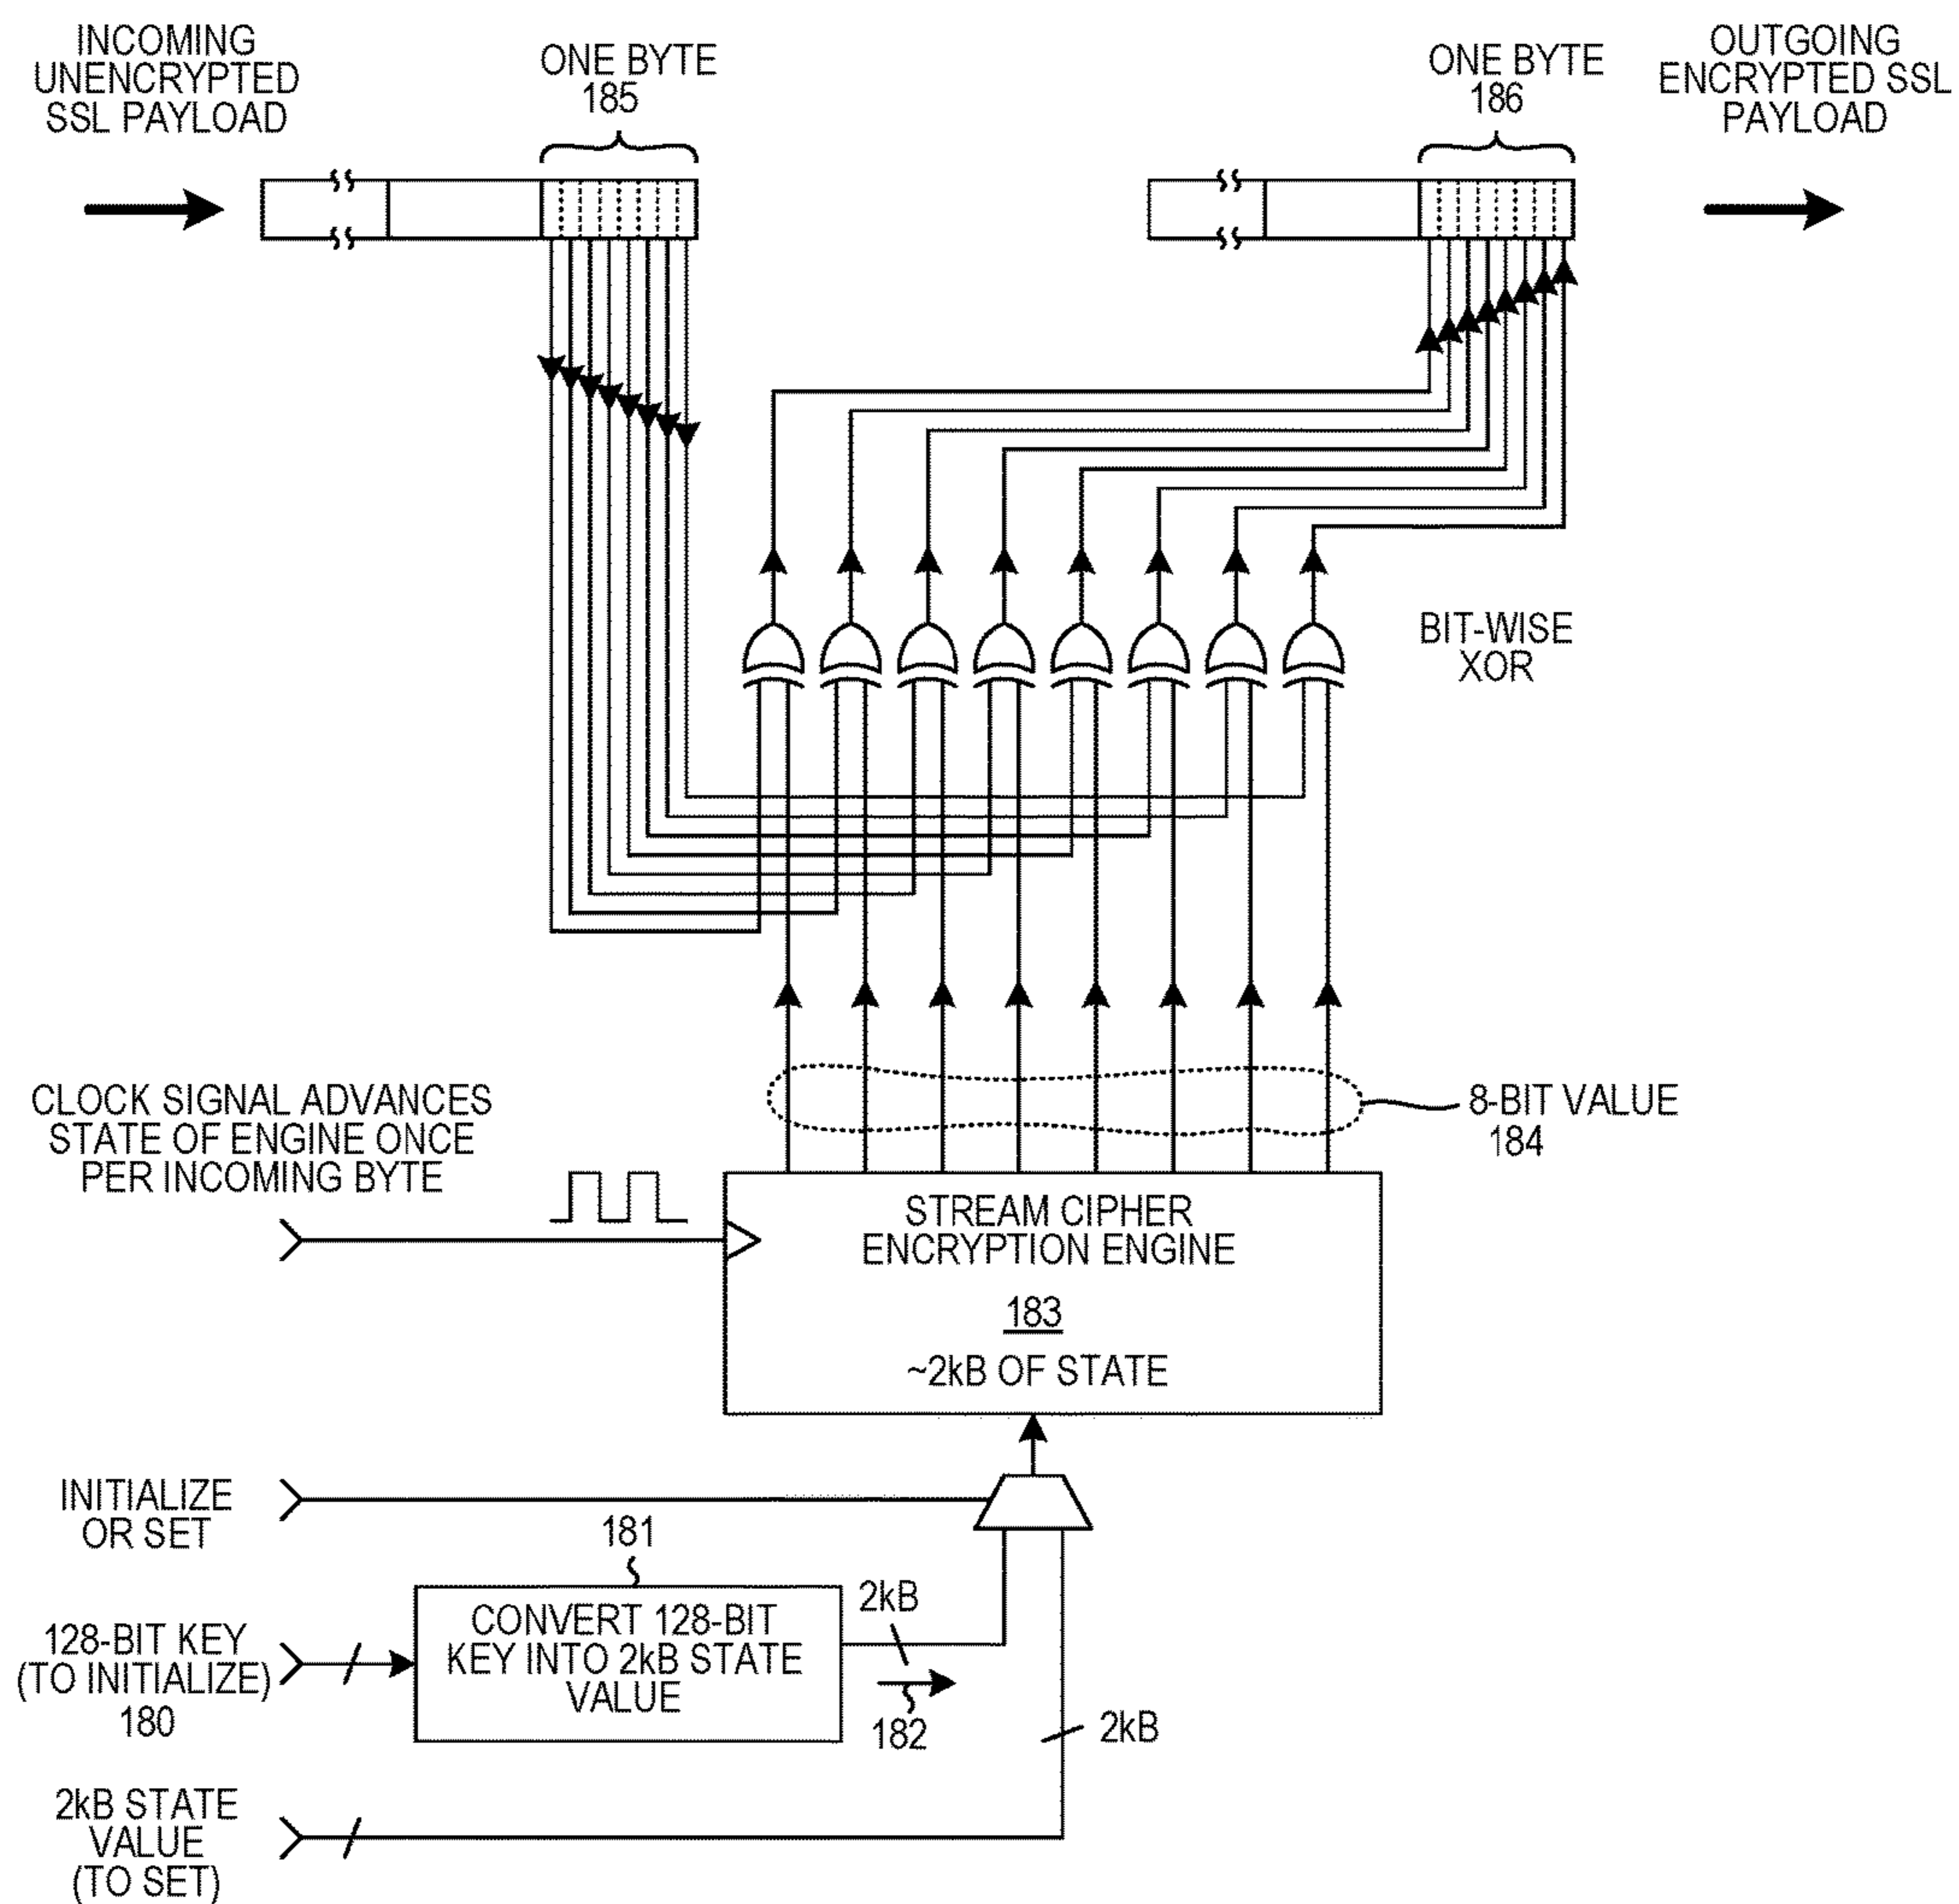 INCOMING
UNENCRYPTED
SSL PAYLOAD
ONE BYTE
185
ONE BYTE
186
OUTGOING
ENCRYPTED SSL
PAYLOAD
BIT-WISE
XOR
8-BIT VALUE
184
CLOCK SIGNAL ADVANCES
STATE OF ENGINE ONCE
PER INCOMING BYTE
STREAM CIPHER
ENCRYPTION ENGINE
183
~2kB OF STATE
INITIALIZE
OR SET
181
128-BIT KEY
(TO INITIALIZE)
180
CONVERT 128-BIT
KEY INTO 2kB STATE
VALUE
2kB
182
2kB
2kB STATE
VALUE
(TO SET)